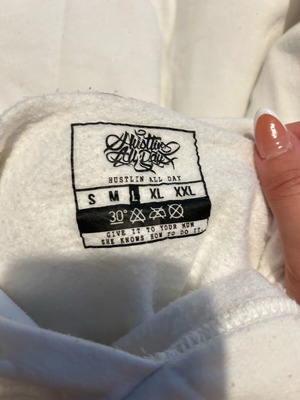 Hustlin
All Day
HUSTLIN ALL DAY
S M L XL XXL
30°
GIVE IT TO YOUR MUM
SHE KNOWS HOW TO DO IT